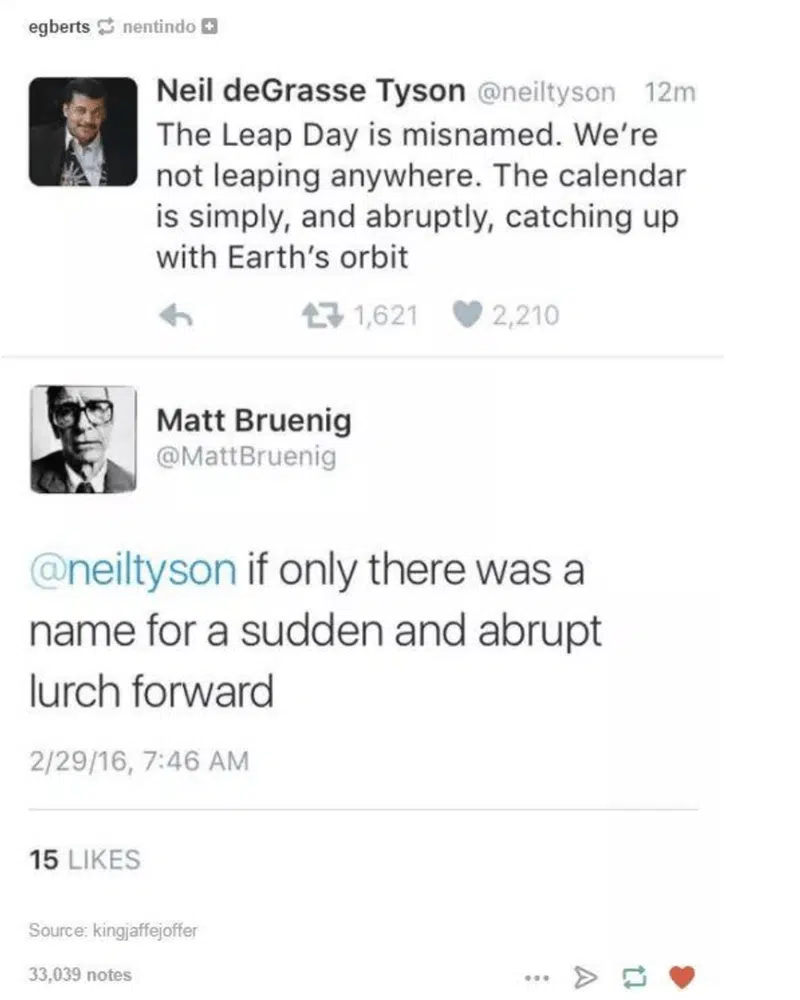 egberts nentindo
Neil deGrasse Tyson @neiltyson 12m
The Leap Day is misnamed. We're
not leaping anywhere. The calendar
is simply, and abruptly, catching up
with Earth's orbit
1,621 2,210
Matt Bruenig
@MattBruenig
@neiltyson if only there was a
name for a sudden and abrupt
lurch forward
2/29/16, 7:46 AM
15 LIKES
Source: kingjaffejoffer
33,039 notes